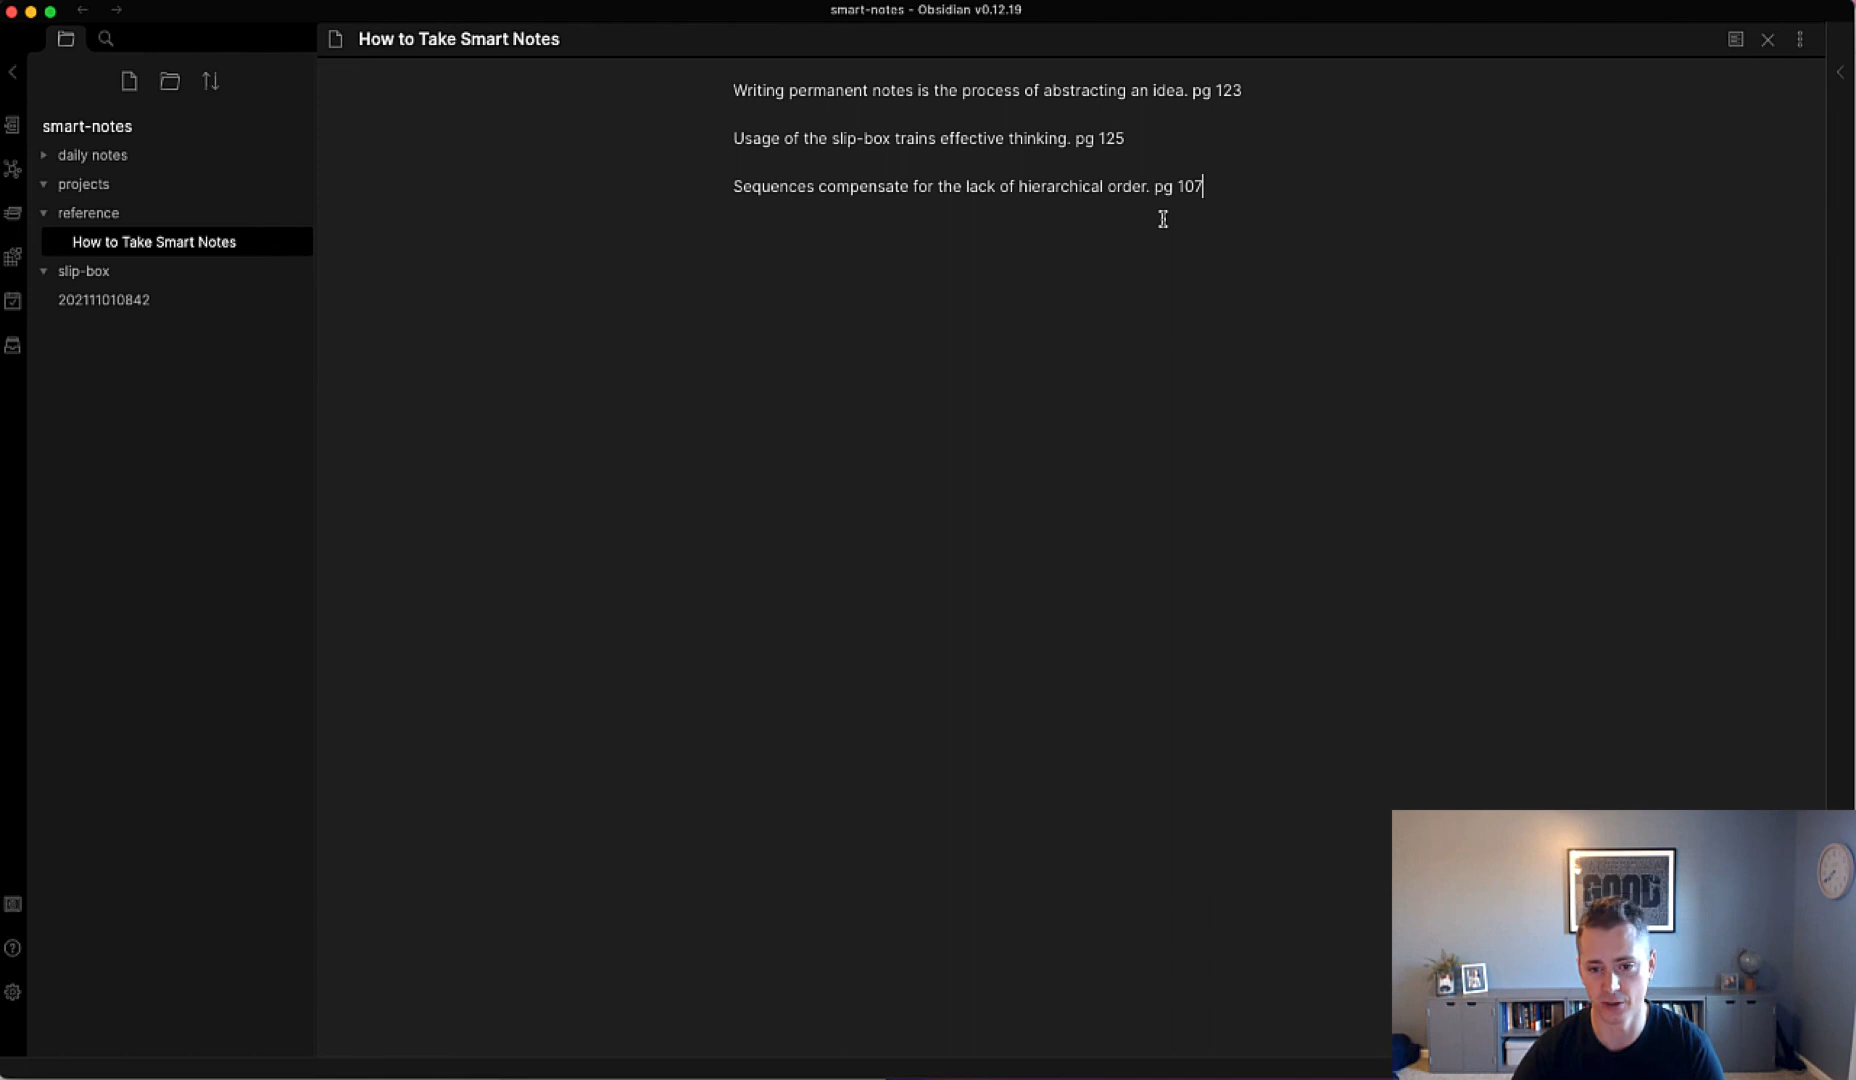 smart-notes - Obsidian v0.12.19
How to Take Smart Notes
smart-notes
daily notes
projects
reference
How to Take Smart Notes
slip-box
202111010842
Writing permanent notes is the process of abstracting an idea. pg 123
Usage of the slip-box trains effective thinking. pg 125
Sequences compensate for the lack of hierarchical order. pg 107
GOOD